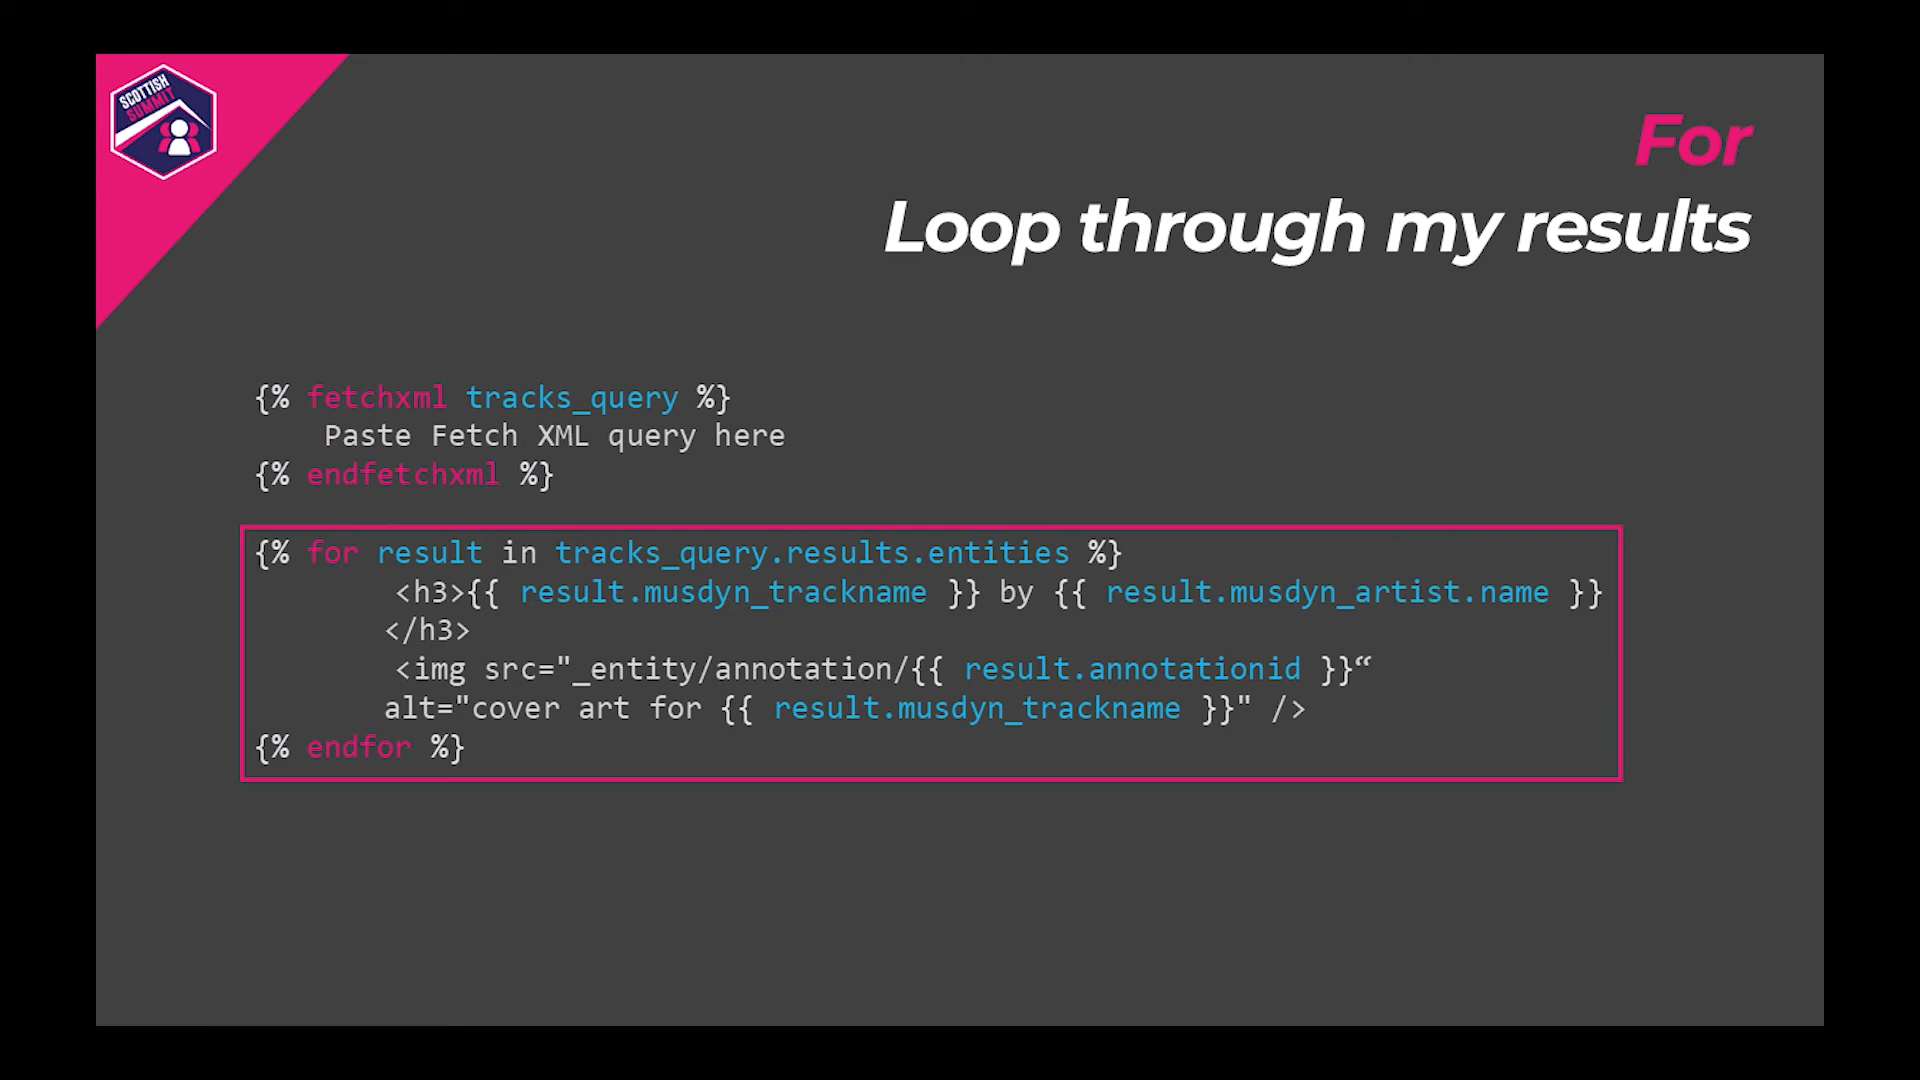 SCOTTISH
SUMMIT
For
Loop through my results
{% fetchxml tracks_query %}
Paste Fetch XML query here
{% endfetchxml %}
{% for result in tracks_query.results.entities %}
<h3>{{ result.musdyn_trackname }} by {{ result.musdyn_artist.name }}
</h3>
<img src="_entity/annotation/{{ result.annotationid }}“
alt="cover art for {{ result.musdyn_trackname }}" />
{% endfor %}